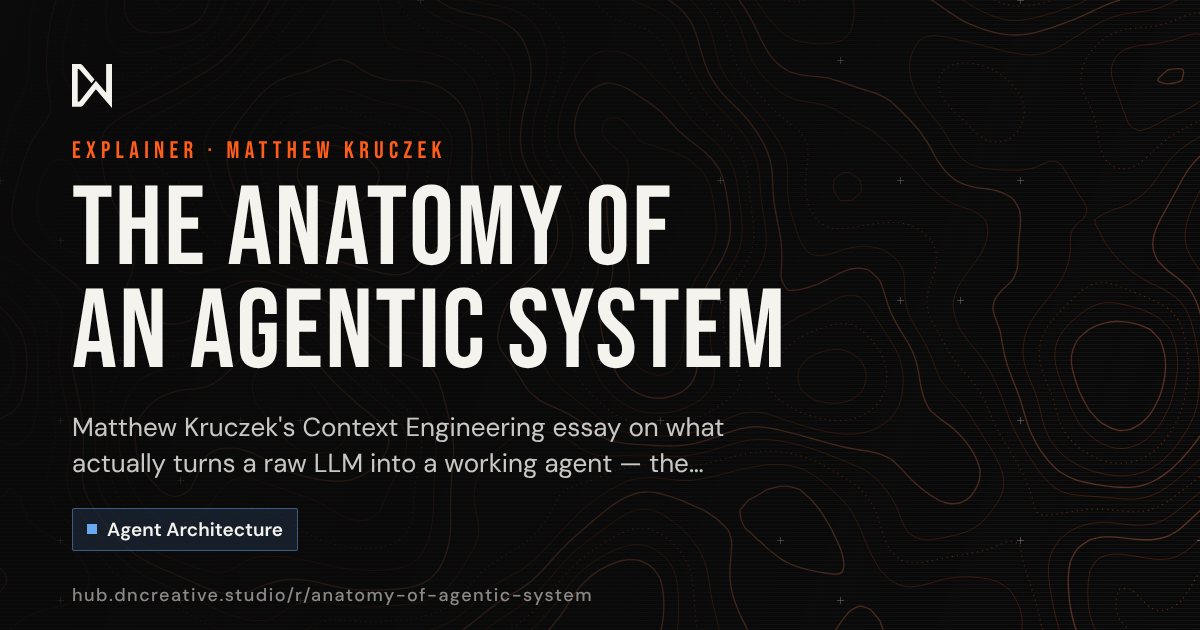 EXPLAINER · MATTHEW KRUCZEK
THE ANATOMY OF
AN AGENTIC SYSTEM
Matthew Kruczek's Context Engineering essay on what
actually turns a raw LLM into a working agent — the...
Agent Architecture
hub.dncreative.studio/r/anatomy-of-agentic-system